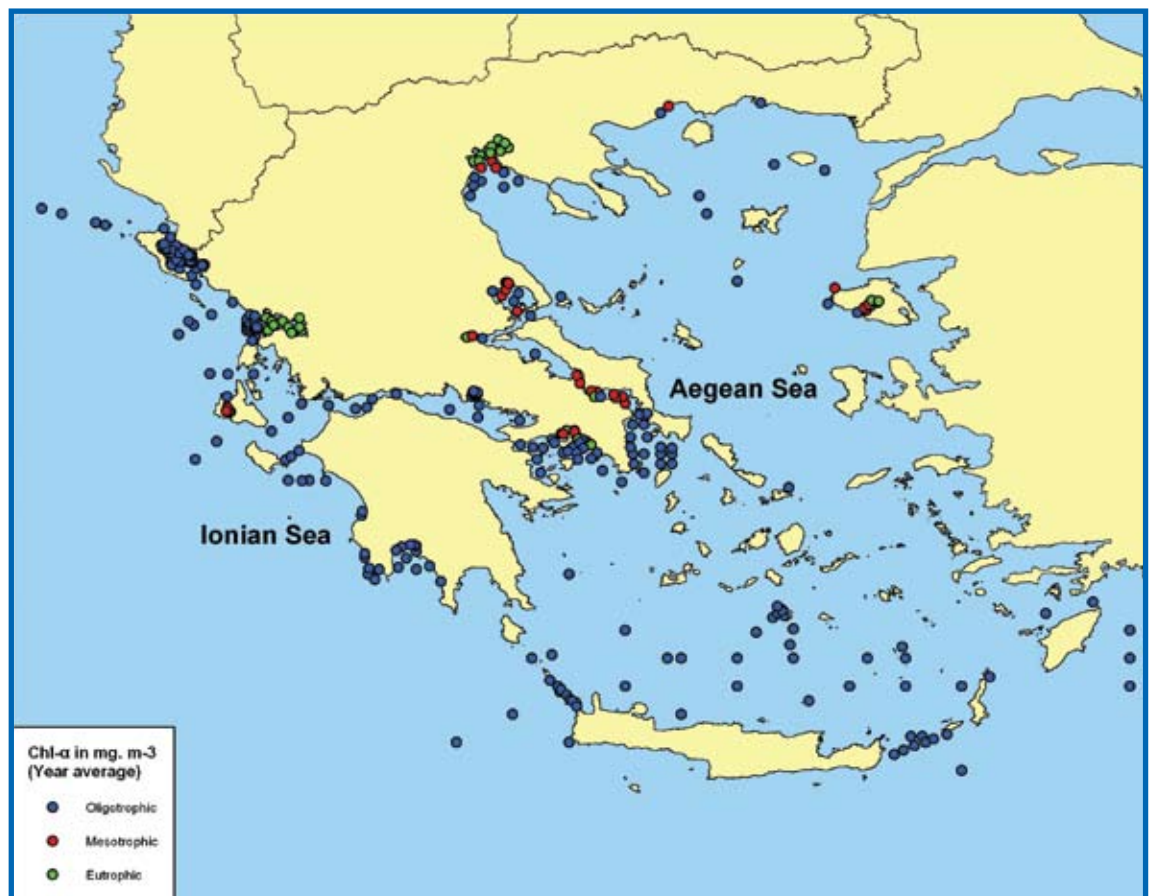 Aegean Sea
Ionian Sea
Chl-α in mg. m-3
(Year average)
Oligotrophic
Mesotrophic
Eutrophic